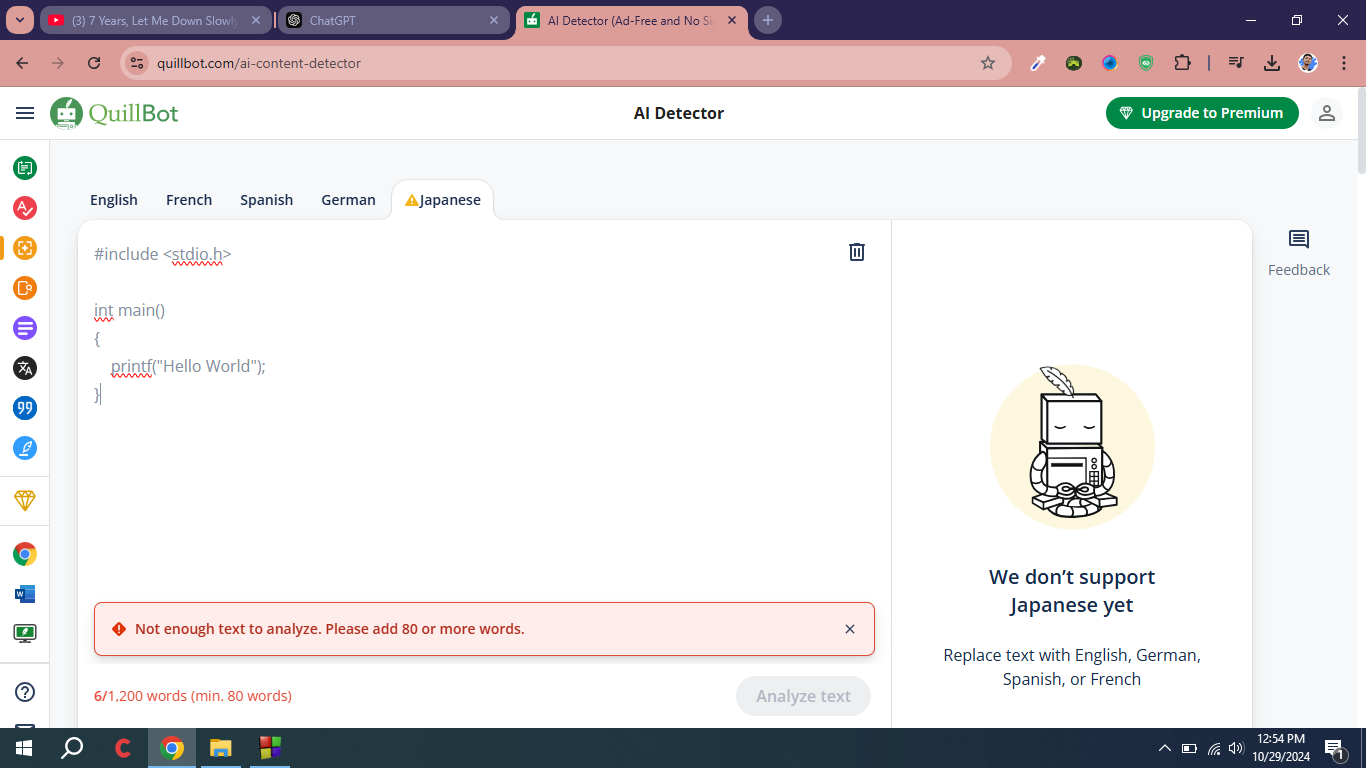 (3) 7 Years, Let Me Down Slowly
ChatGPT
AI Detector (Ad-Free and No Si
quillbot.com/ai-content-detector
QuillBot
AI Detector
Upgrade to Premium
English
French
Spanish
German
Japanese
#include <stdio.h>
int main()
{
printf("Hello World");
}
Feedback
We don’t support
Japanese yet
Replace text with English, German,
Spanish, or French
Not enough text to analyze. Please add 80 or more words.
6/1,200 words (min. 80 words)
Analyze text
12:54 PM
10/29/2024
1